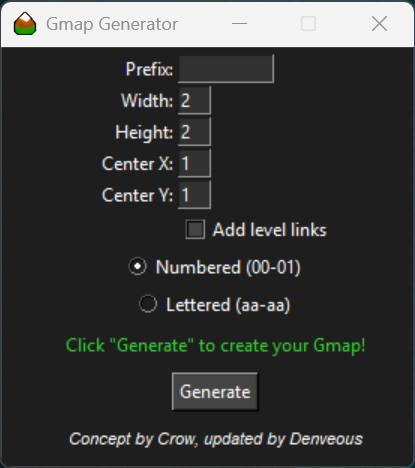 Gmap Generator
Prefix:
Width: 2
Height: 2
Center X: 1
Center Y: 1
Add level links
Numbered (00-01)
Lettered (aa-aa)
Click "Generate" to create your Gmap!
Generate
Concept by Crow, updated by Denveous